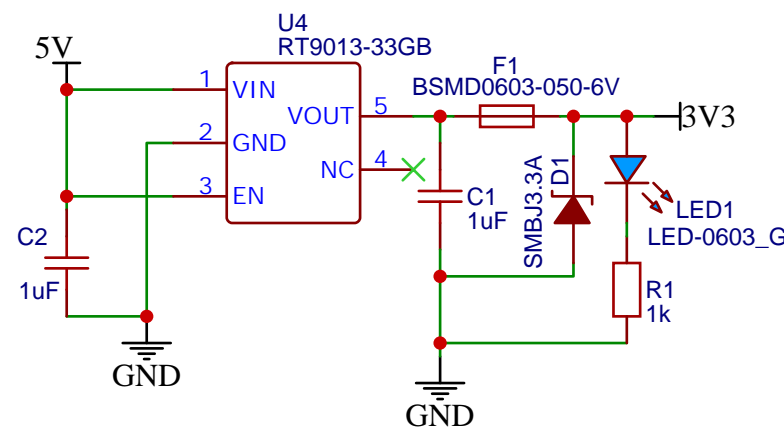 U4
RT9013-33GB
5V
1
VIN
2
GND
3
EN
VOUT
5
NC
4
F1
BSMD0603-050-6V
3V3
C1
1uF
SMBJ3.3A
D1
LED1
LED-0603_G
R1
1k
C2
1uF
GND
GND